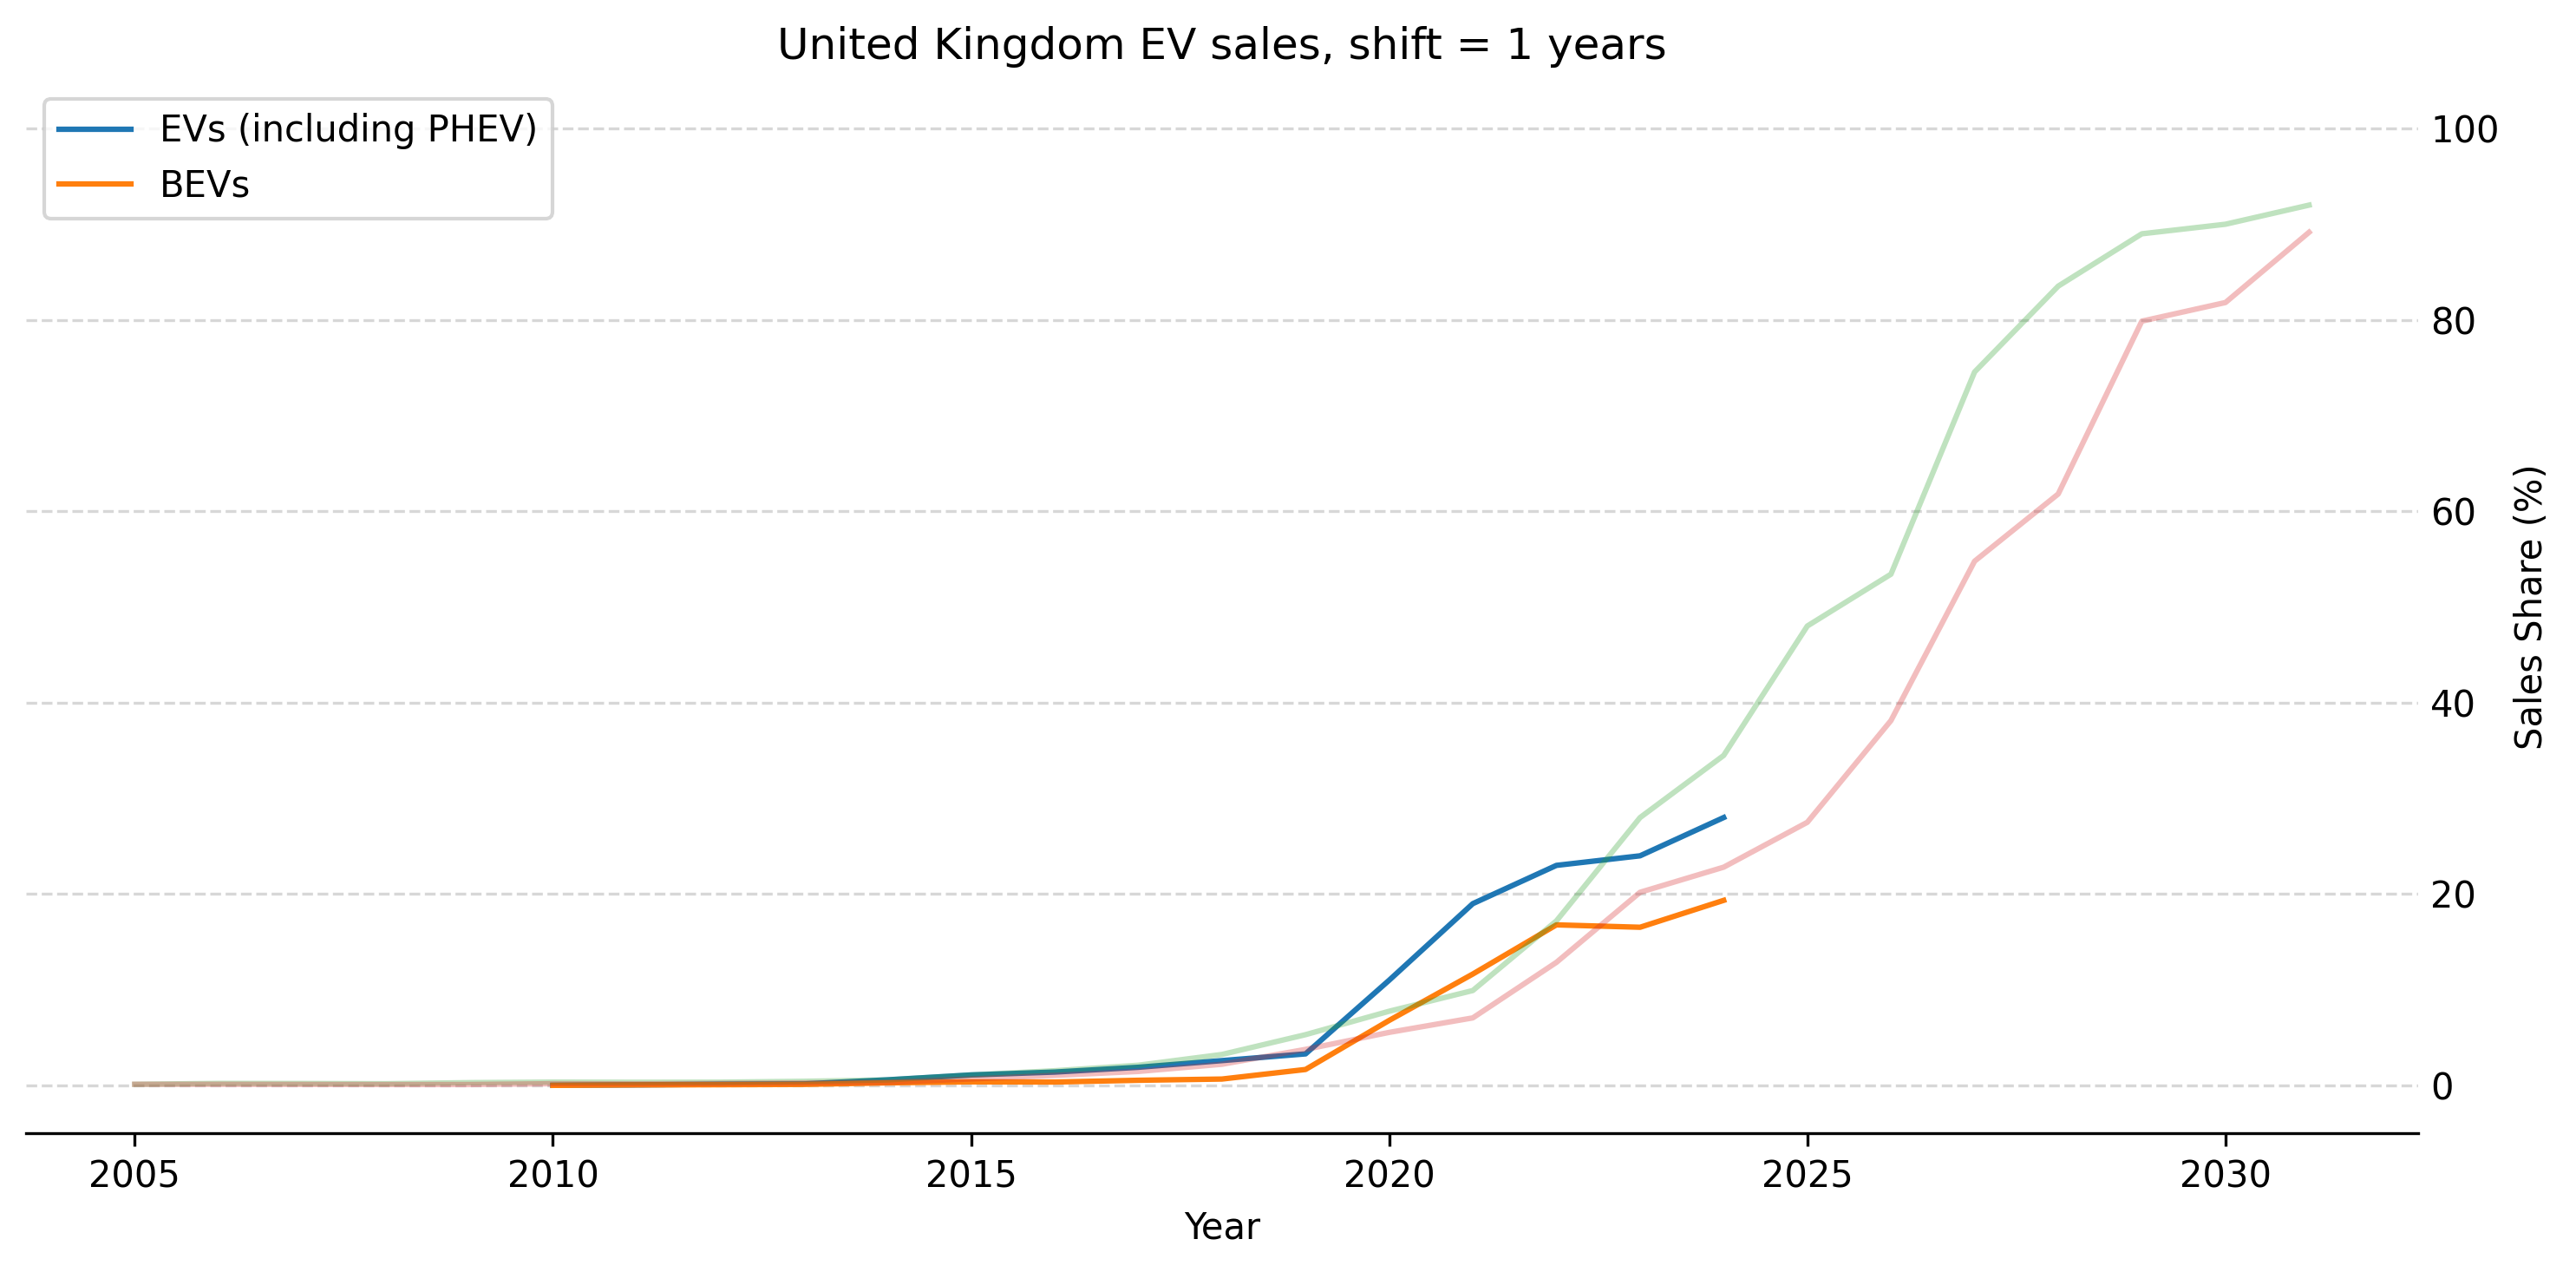 United Kingdom EV sales, shift = 1 years
EVs (including PHEV)
BEVs
100
80
60
40
20
0
Sales Share (%)
2005 2010 2015 2020 2025 2030
Year